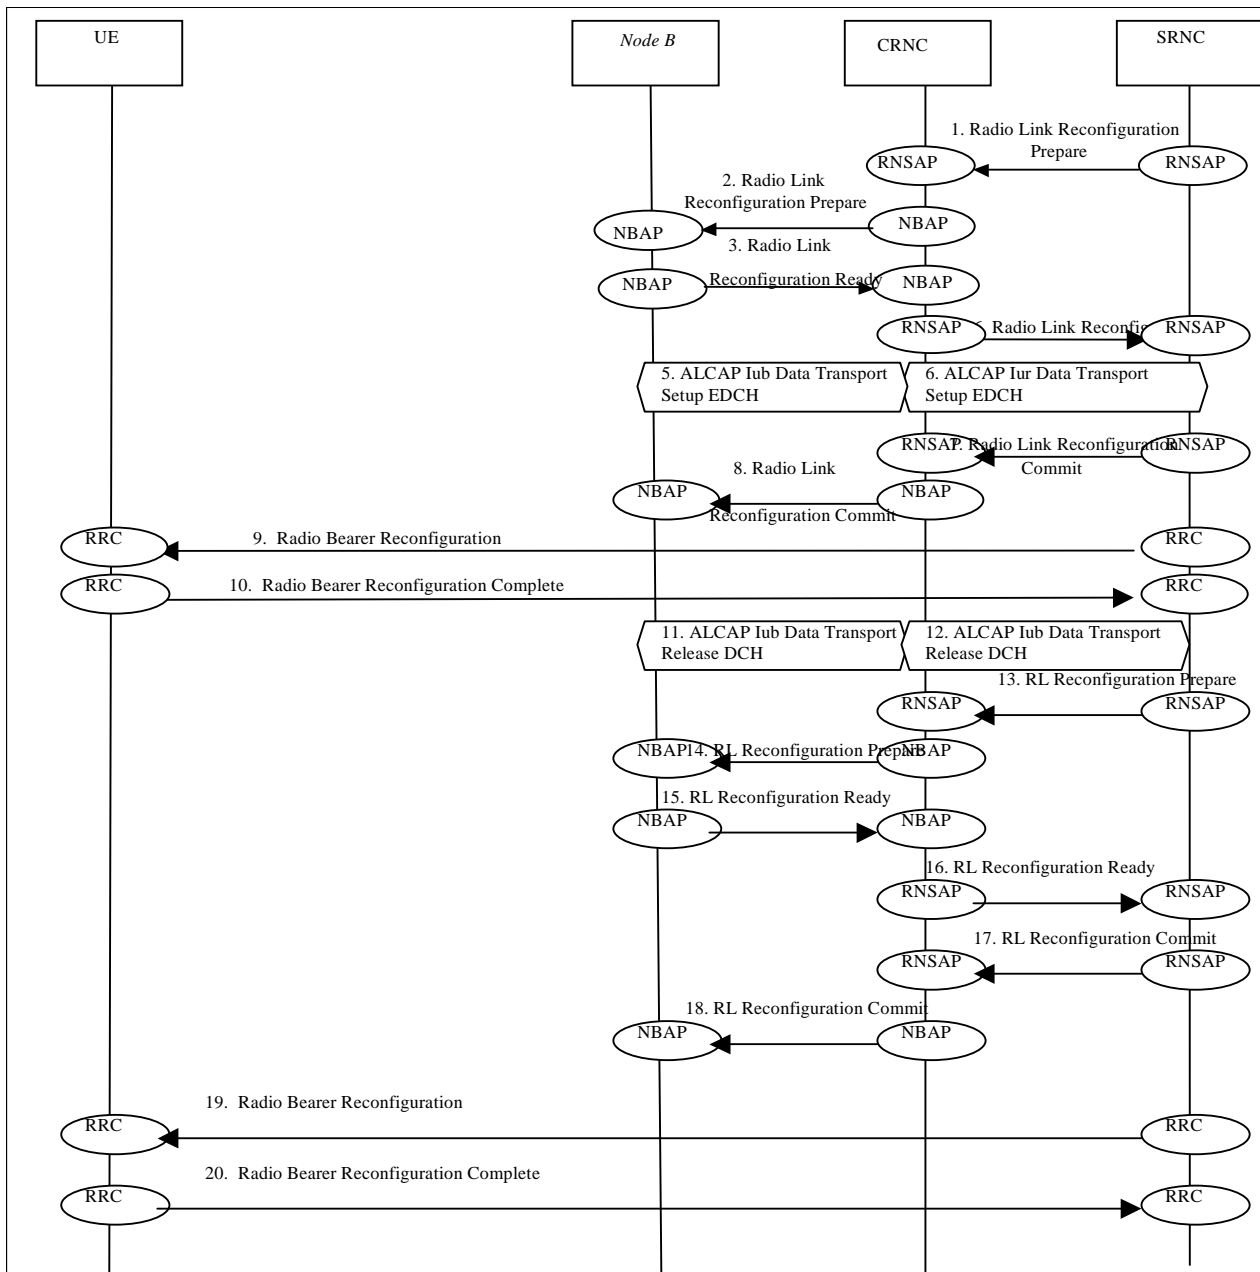 UE
Node B
CRNC
SRNC
1. Radio Link Reconfiguration
Prepare
RNSAP
RNSAP
2. Radio Link
Reconfiguration Prepare
NBAP
NBAP
3. Radio Link
Reconfiguration Ready
NBAP
NBAP
RNSAP
Radio Link Reconfig
RNSAP
5. ALCAP Iub Data Transport
Setup EDCH
6. ALCAP Iur Data Transport
Setup EDCH
RNSAP
7. Radio Link Reconfiguration
Commit
RNSAP
8. Radio Link
Reconfiguration Commit
NBAP
NBAP
RRC
9. Radio Bearer Reconfiguration
RRC
RRC
10. Radio Bearer Reconfiguration Complete
RRC
11. ALCAP Iub Data Transport
Release DCH
12. ALCAP Iub Data Transport
Release DCH
13. RL Reconfiguration Prepare
RNSAP
RNSAP
NBAP
14. RL Reconfiguration Prepare
NBAP
15. RL Reconfiguration Ready
NBAP
NBAP
16. RL Reconfiguration Ready
RNSAP
RNSAP
17. RL Reconfiguration Commit
RNSAP
RNSAP
18. RL Reconfiguration Commit
NBAP
NBAP
19. Radio Bearer Reconfiguration
RRC
RRC
20. Radio Bearer Reconfiguration Complete
RRC
RRC